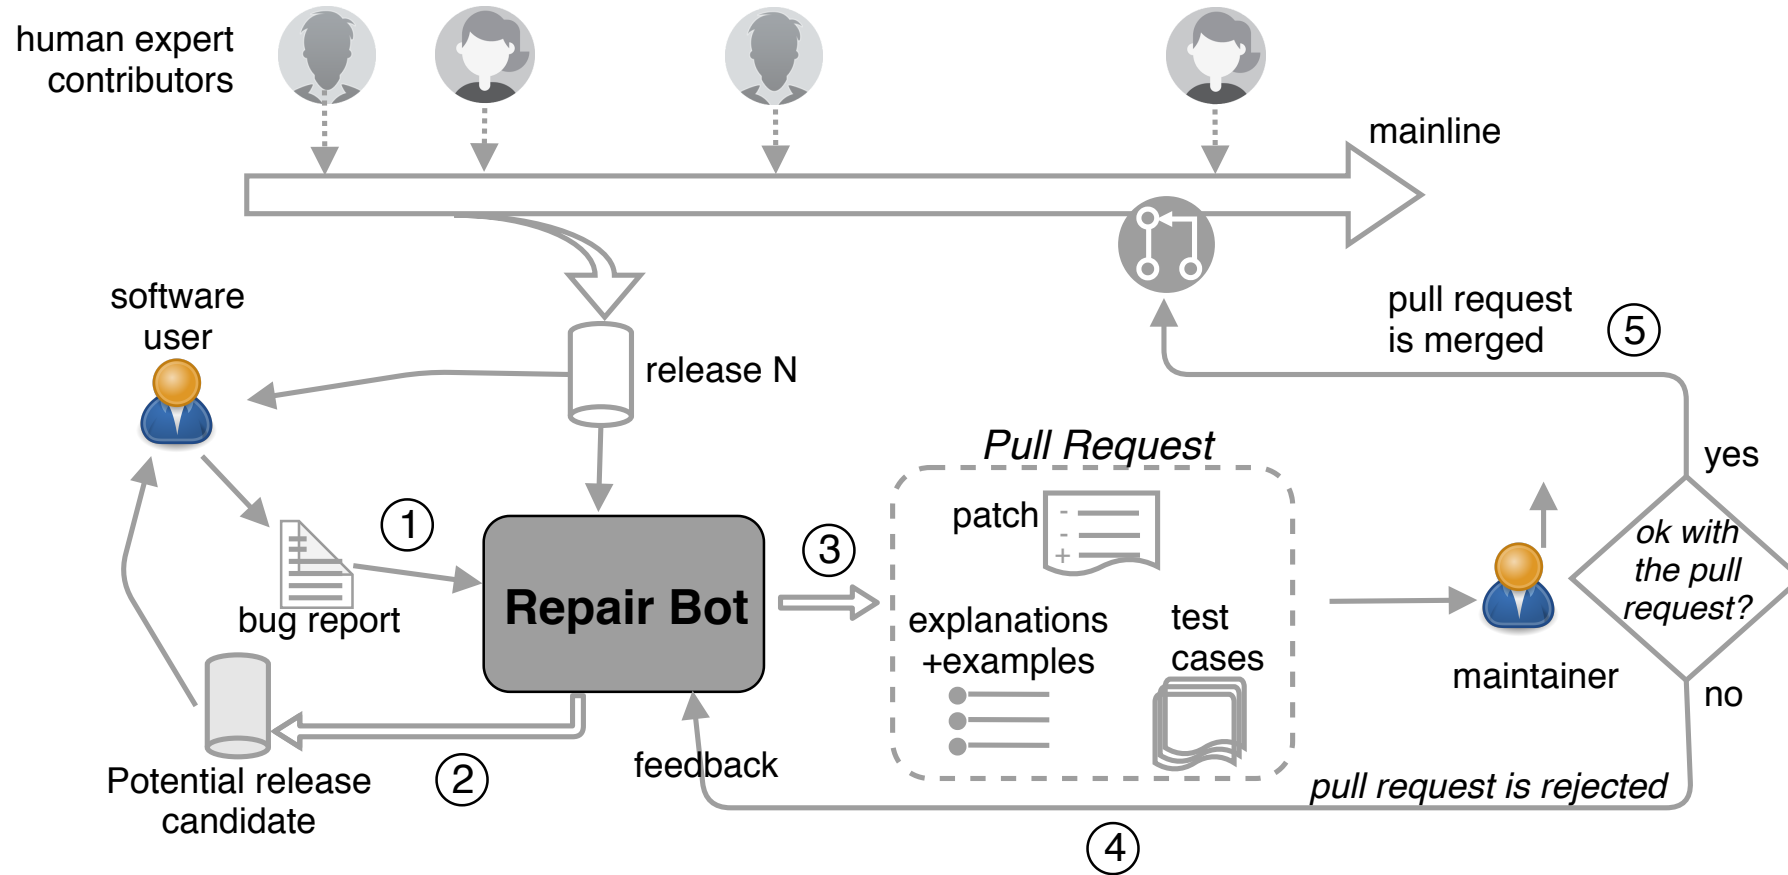 human expert
contributors
mainline
software
user
release N
pull request
is merged
5
Pull Request
yes
patch
-
-
+
1
3
ok with
the pull
request?
Repair Bot
bug report
explanations
+examples
test
cases
maintainer
no
feedback
2
Potential release
candidate
pull request is rejected
4